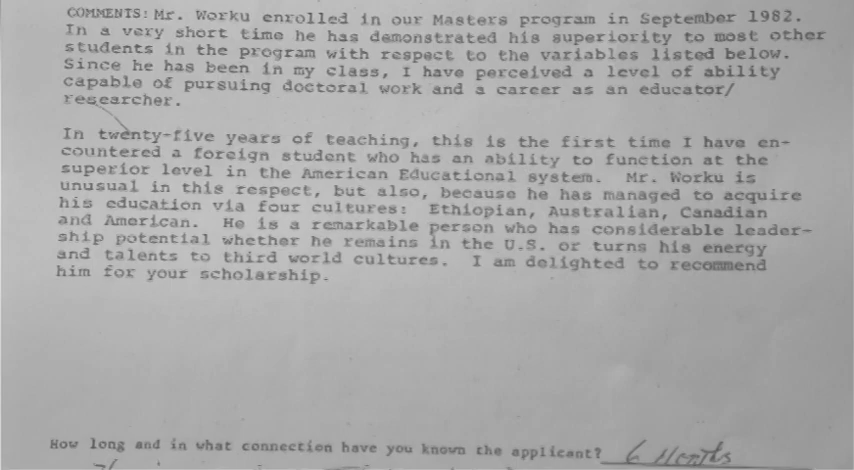 COMMENTS: Mr. Worku enrolled in our Masters program in September 1982.
In a very short time he has demonstrated his superiority to most other
students in the program with respect to the variables listed below.
Since he has been in my class, I have perceived a level of ability
capable of pursuing doctoral work and a career as an educator/
researcher.
In twenty-five years of teaching, this is the first time I have en-
countered a foreign student who has an ability to function at the
superior level in the American Educational system. Mr. Worku is
unusual in this respect, but also, because he has managed to acquire
his education via four cultures: Ethiopian, Australian, Canadian
and American. He is a remarkable person who has considerable leader-
ship potential whether he remains in the U.S. or turns his energy
and talents to third world cultures. I am delighted to recommend
him for your scholarship.
How long and in what connection have you known the applicant? 6 Months